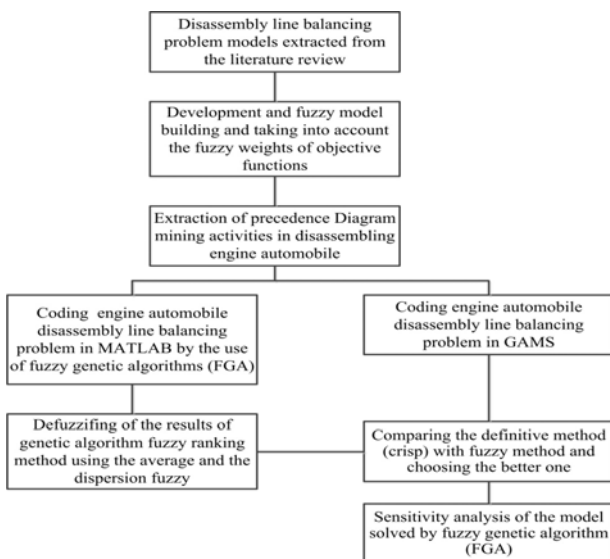 Disassembly line balancing
problem models extracted from
the literature review
Development and fuzzy model
building and taking into account
the fuzzy weights of objective
functions
Extraction of precedence Diagram
mining activities in disassembling
engine automobile
Coding engine automobile
disassembly line balancing
problem in MATLAB by the use
of fuzzy genetic algorithms (FGA)
Coding engine automobile
disassembly line balancing
problem in GAMS
Defuzzifing of the results of
genetic algorithm fuzzy ranking
method using the average and the
dispersion fuzzy
Comparing the definitive method
(crisp) with fuzzy method and
choosing the better one
Sensitivity analysis of the model
solved by fuzzy genetic algorithm
(FGA)